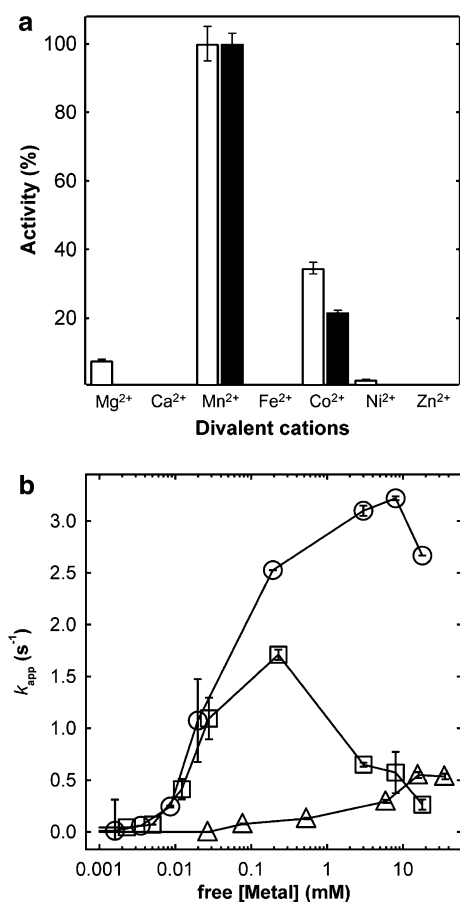 a
Activity (%)
100
80
60
40
20
Mg²⁺ Ca²⁺ Mn²⁺ Fe²⁺ Co²⁺ Ni²⁺ Zn²⁺
Divalent cations
b
k_app (s⁻¹)
3.0
2.5
2.0
1.5
1.0
0.5
0.0
0.001 0.01 0.1 1 10
free [Metal] (mM)